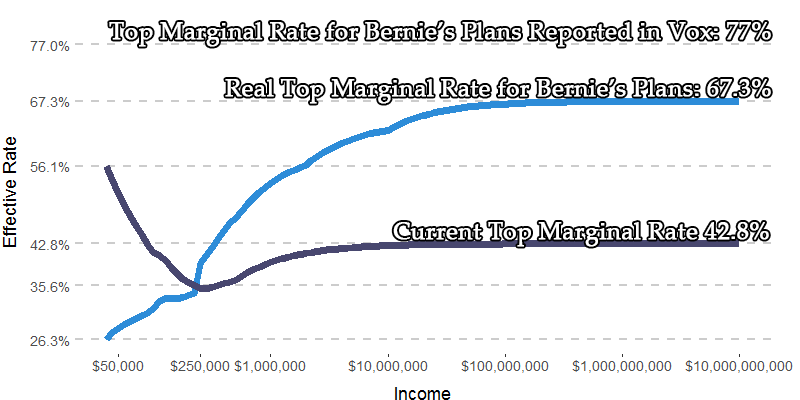 Top Marginal Rate for Bernie's Plans Reported in Vox: 77%
77.0%
Real Top Marginal Rate for Bernie's Plans: 67.3%
67.3%
56.1%
Current Top Marginal Rate 42.8%
42.8%
35.6%
26.3%
Effective Rate
$50,000 $250,000 $1,000,000 $10,000,000 $100,000,000 $1,000,000,000 $10,000,000,000
Income